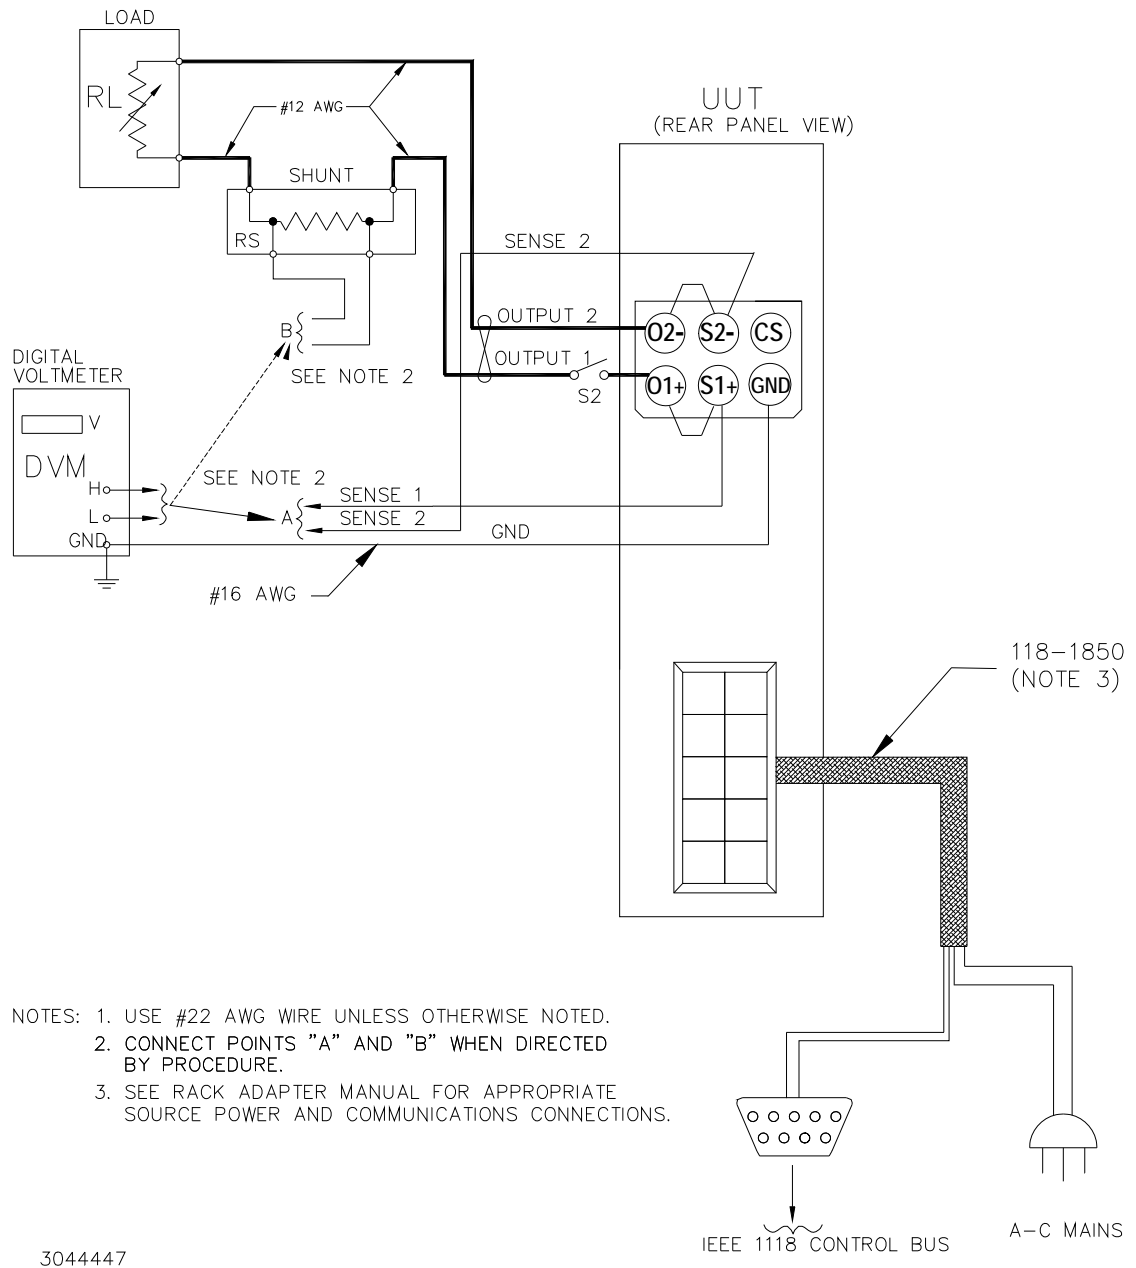 LOAD
RL
#12 AWG
SHUNT
RS
UUT
(REAR PANEL VIEW)
SENSE 2
OUTPUT 2
OUTPUT 1
S2
O2-
S2-
CS
O1+
S1+
GND
B
SEE NOTE 2
DIGITAL
VOLTMETER
V
DVM
H
L
GND
SEE NOTE 2
A
SENSE 1
SENSE 2
GND
#16 AWG
118-1850
(NOTE 3)
NOTES: 1. USE #22 AWG WIRE UNLESS OTHERWISE NOTED.
2. CONNECT POINTS "A" AND "B" WHEN DIRECTED
BY PROCEDURE.
3. SEE RACK ADAPTER MANUAL FOR APPROPRIATE
SOURCE POWER AND COMMUNICATIONS CONNECTIONS.
IEEE 1118 CONTROL BUS
A-C MAINS
3044447